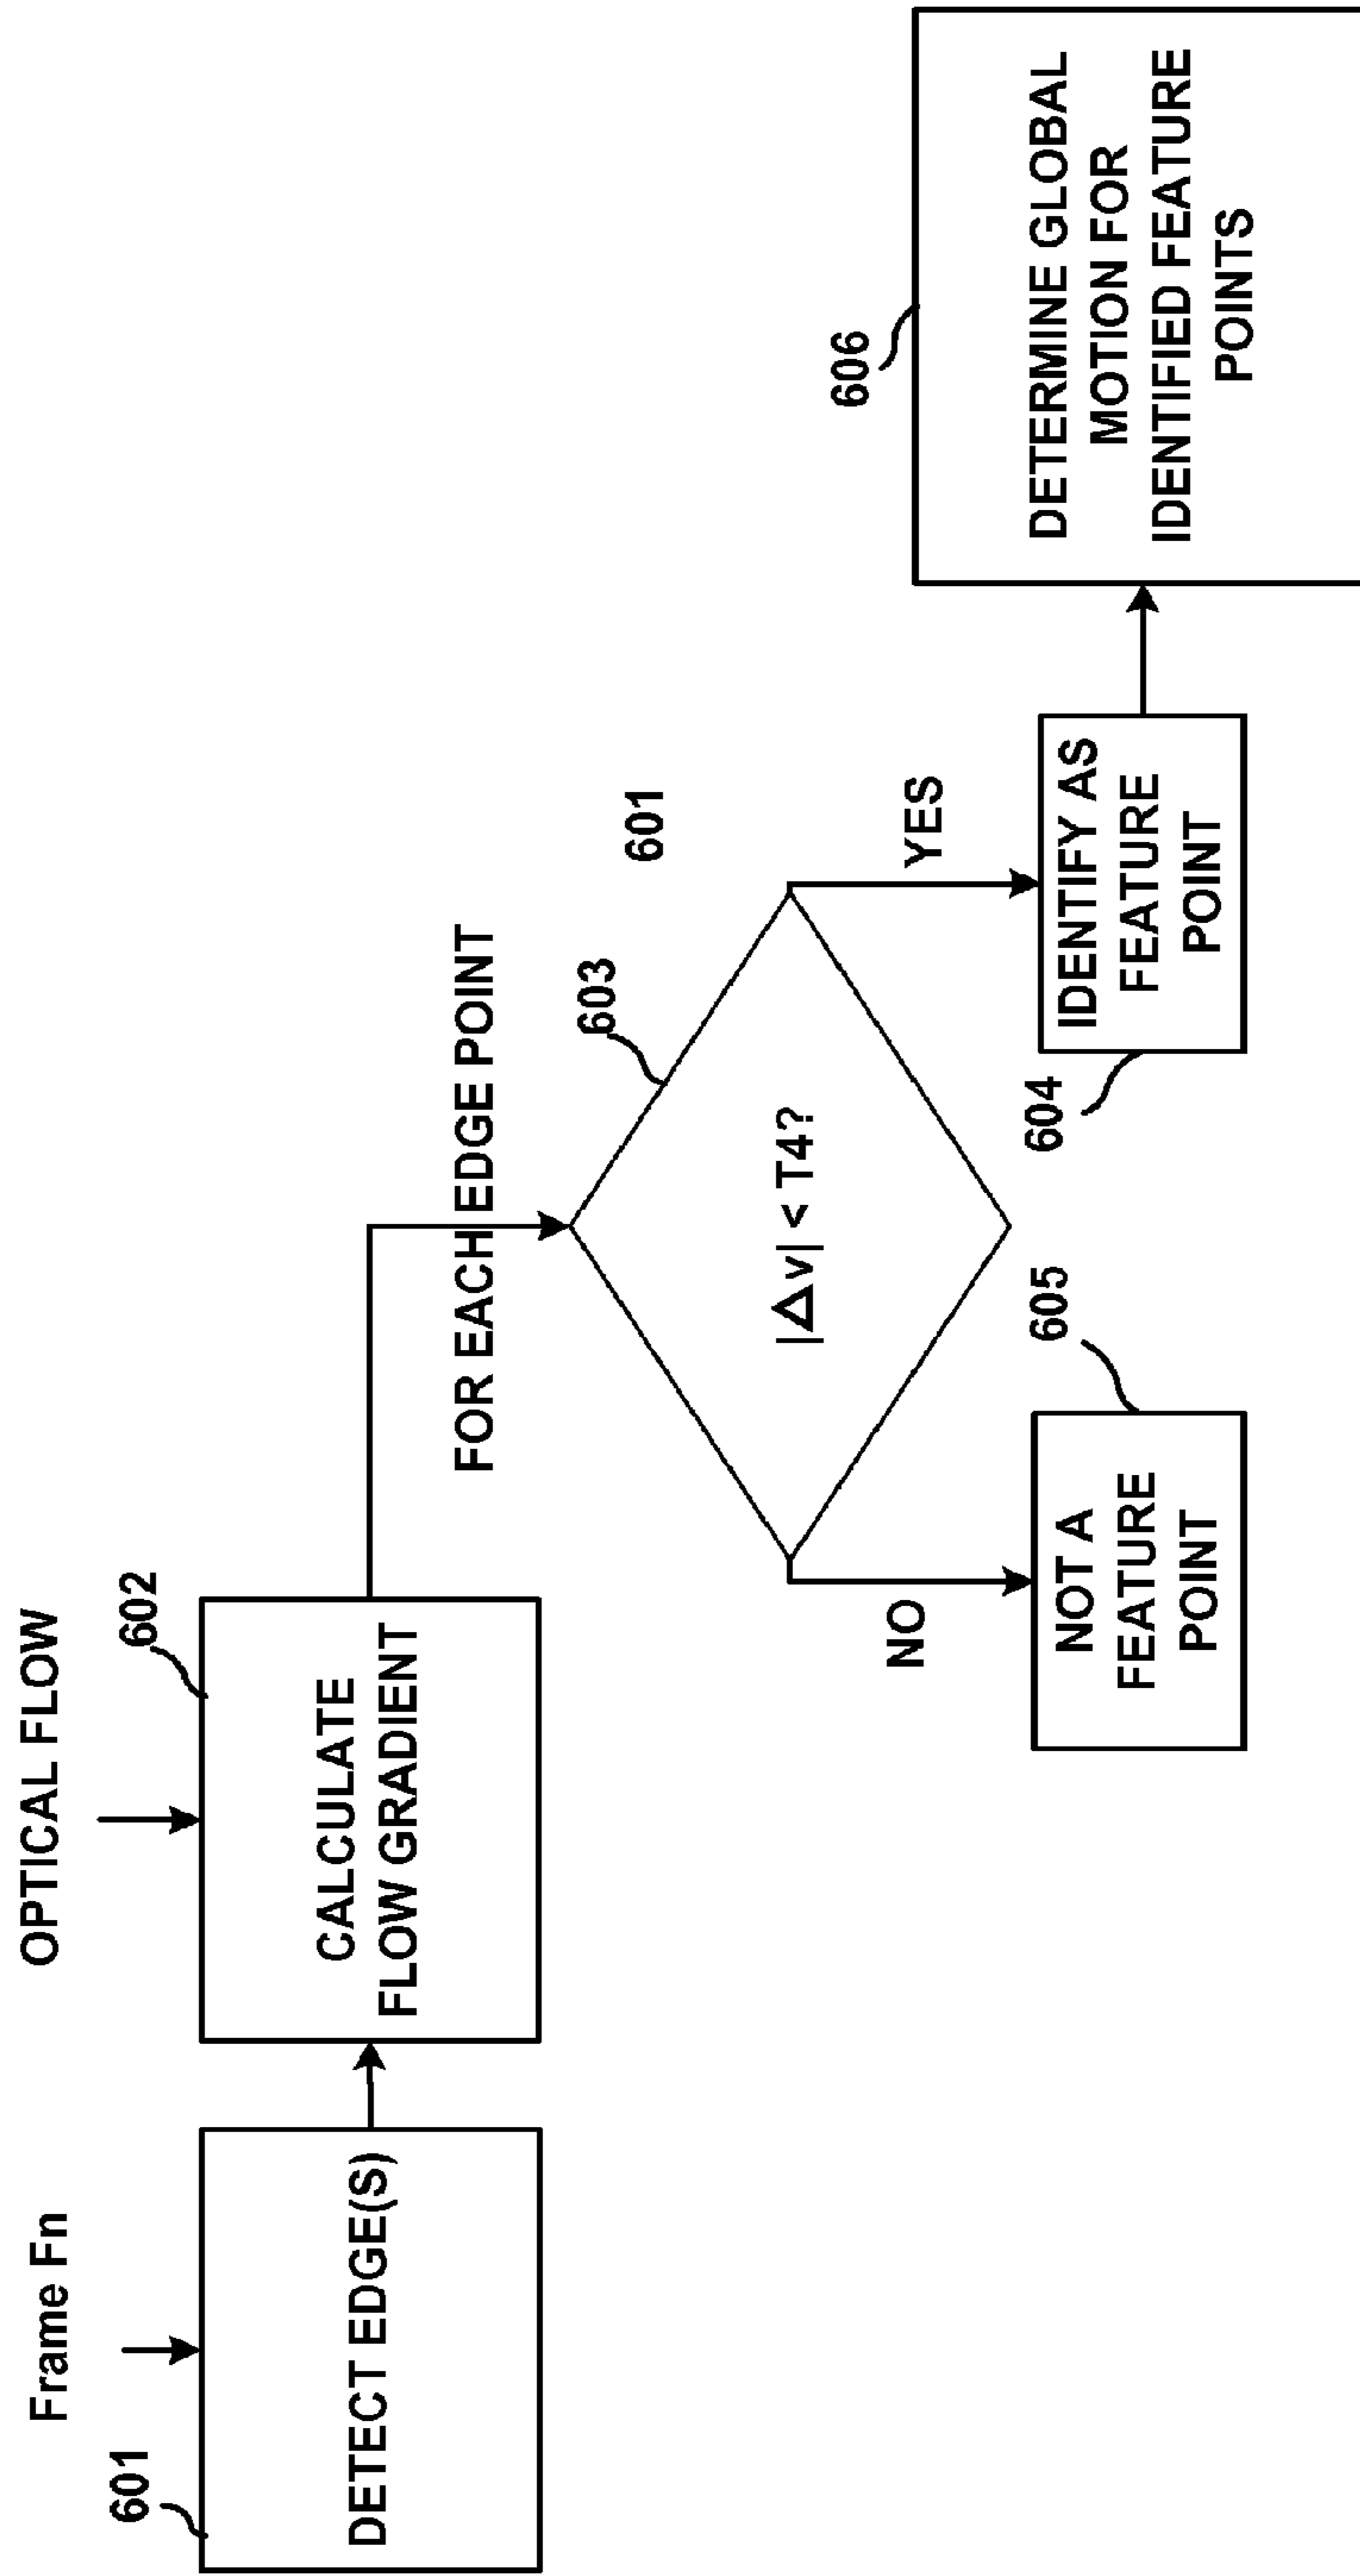 Frame Fn
601
DETECT EDGE(S)
OPTICAL FLOW
602
CALCULATE
FLOW GRADIENT
FOR EACH EDGE POINT
603
601
|Δv| < T4?
NO
YES
605
NOT A
FEATURE
POINT
604
IDENTIFY AS
FEATURE
POINT
606
DETERMINE GLOBAL
MOTION FOR
IDENTIFIED FEATURE
POINTS